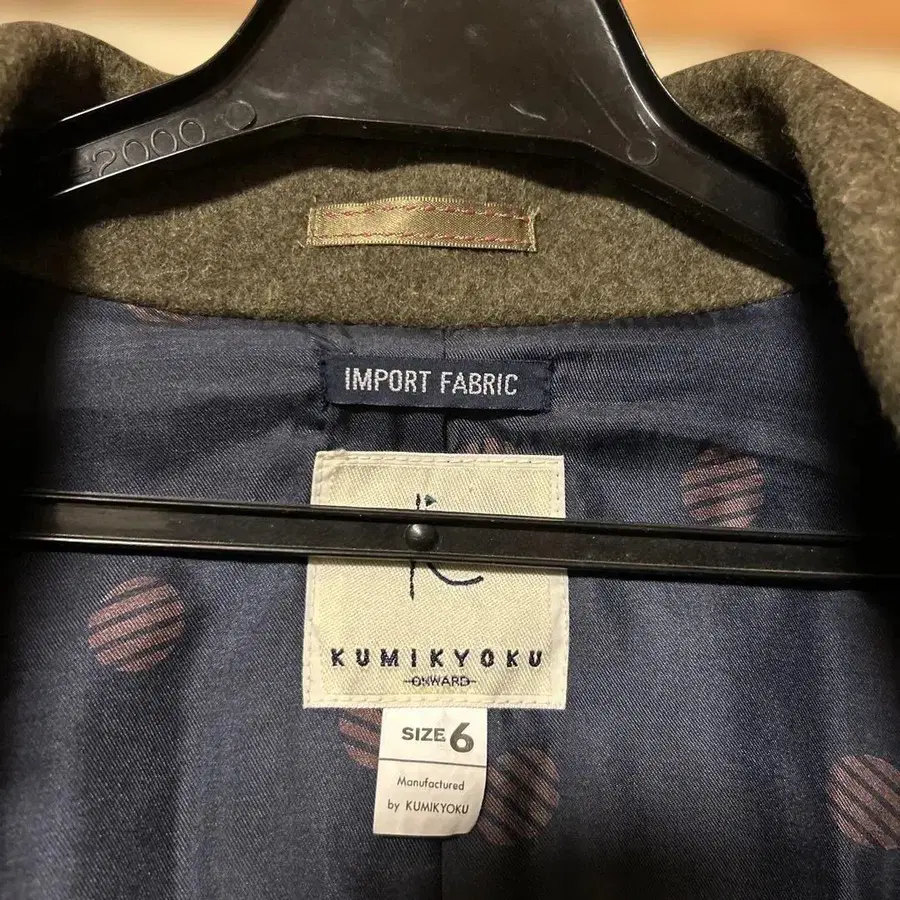 2000
IMPORT FABRIC
KUMIKYOKU
ONWARD
SIZE 6
Manufactured
by KUMIKYOKU